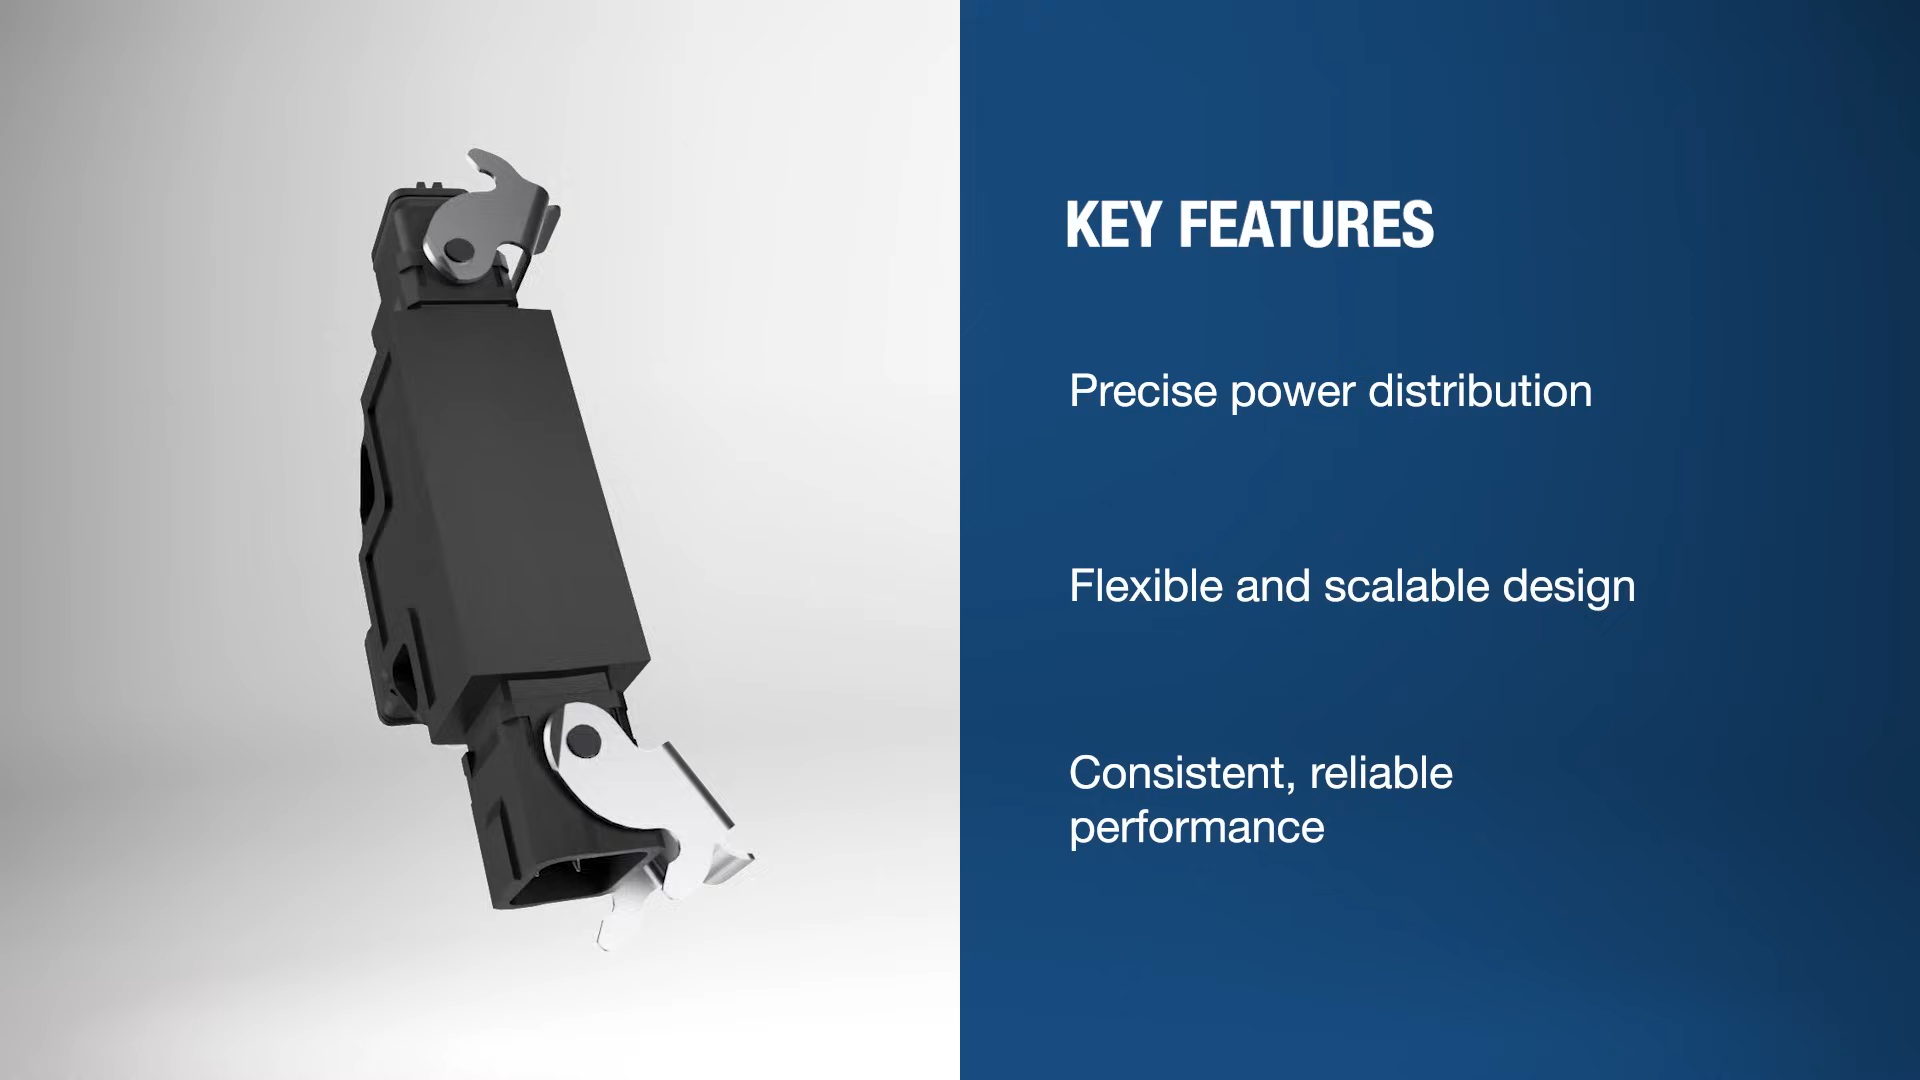 KEY FEATURES
Precise power distribution
Flexible and scalable design
Consistent, reliable
performance